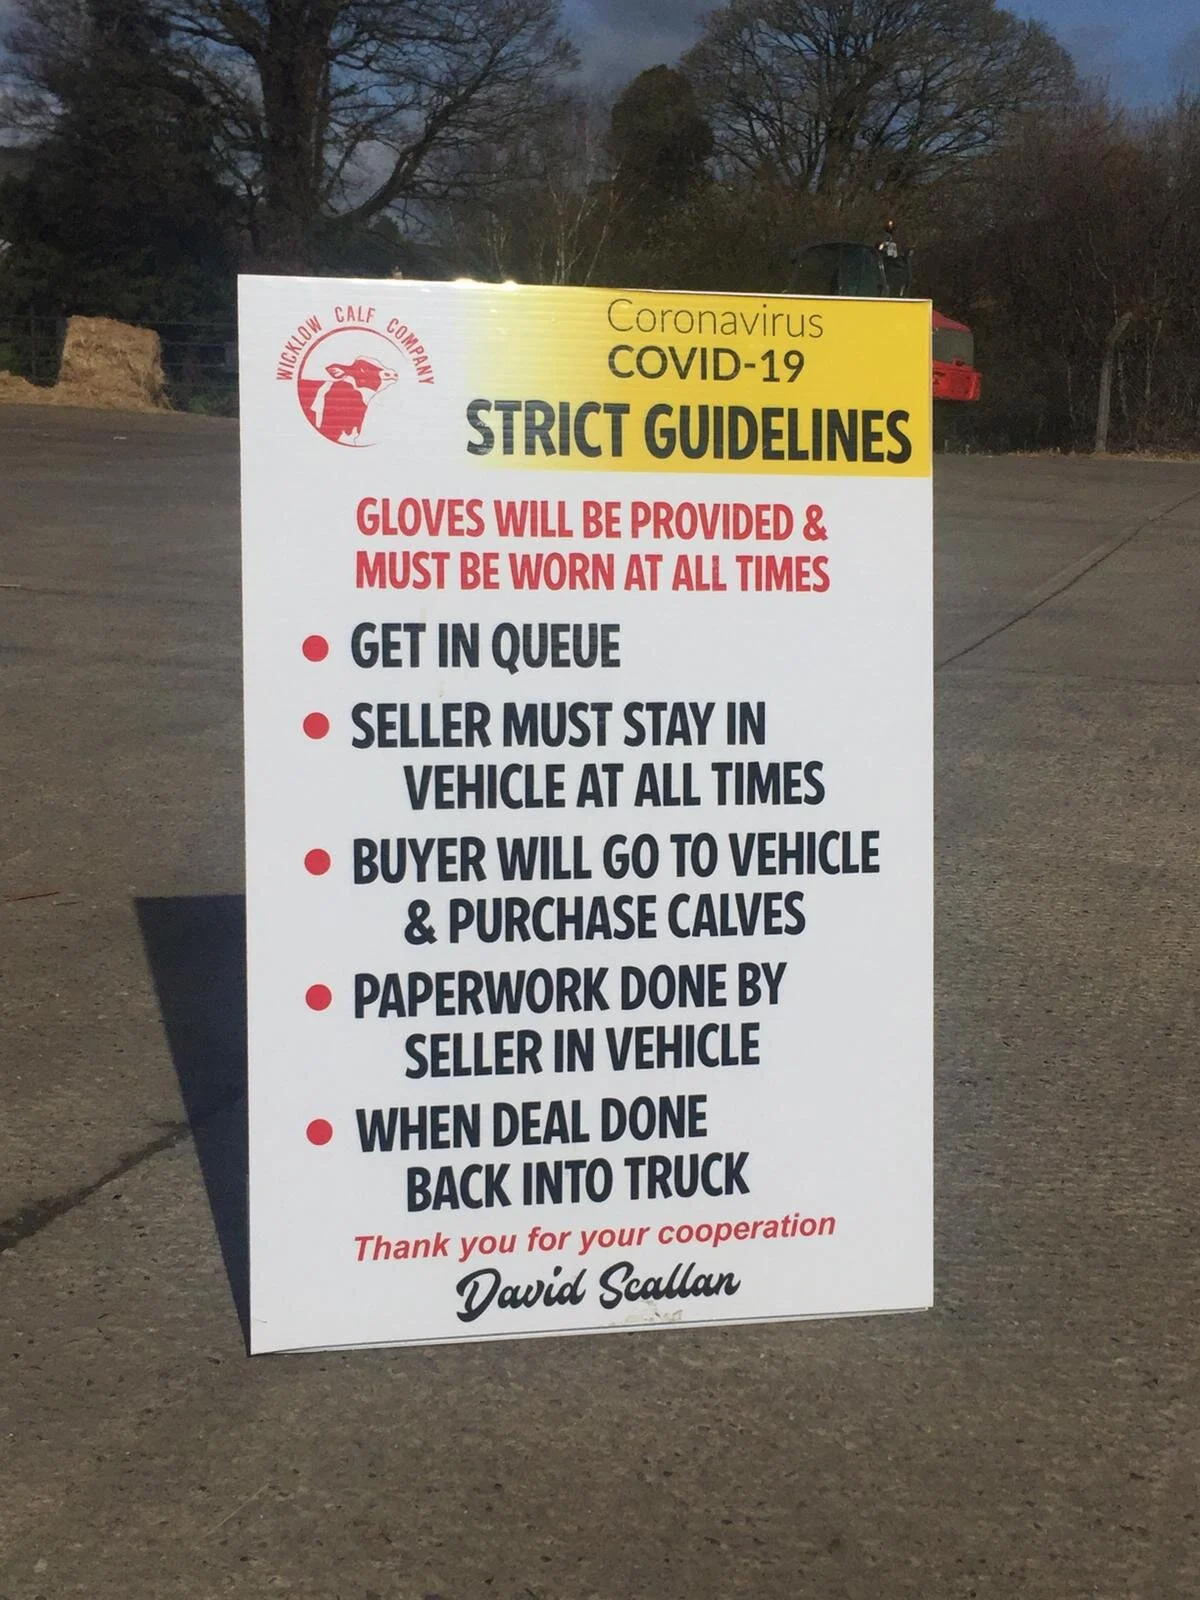 WICKLOW CALF COMPANY
Coronavirus
COVID-19
STRICT GUIDELINES
GLOVES WILL BE PROVIDED &
MUST BE WORN AT ALL TIMES
● GET IN QUEUE
● SELLER MUST STAY IN
VEHICLE AT ALL TIMES
● BUYER WILL GO TO VEHICLE
& PURCHASE CALVES
● PAPERWORK DONE BY
SELLER IN VEHICLE
● WHEN DEAL DONE
BACK INTO TRUCK
Thank you for your cooperation
David Scallan